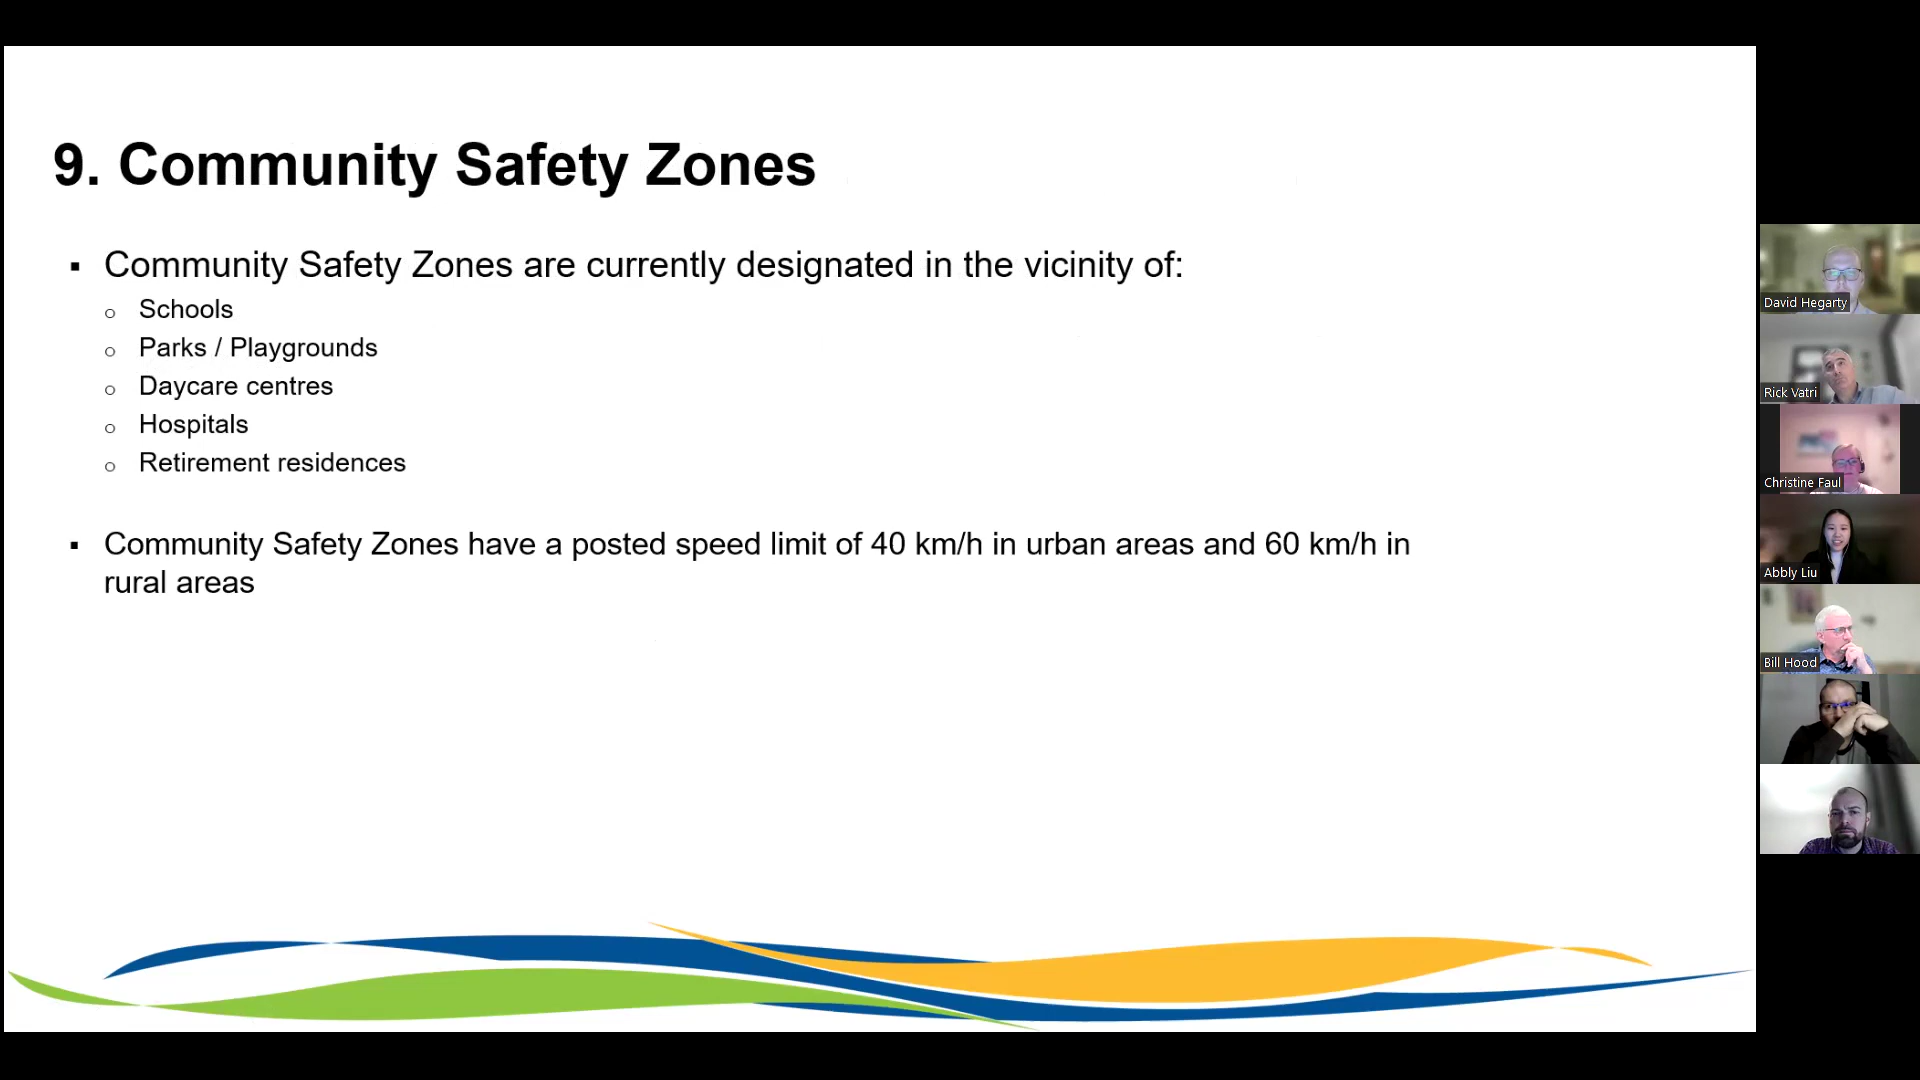 9. Community Safety Zones
▪ Community Safety Zones are currently designated in the vicinity of:
o Schools
o Parks / Playgrounds
o Daycare centres
o Hospitals
o Retirement residences
▪ Community Safety Zones have a posted speed limit of 40 km/h in urban areas and 60 km/h in
rural areas
David Hegarty
Rick Vatri
Christine Faul
Abbly Liu
Bill Hood